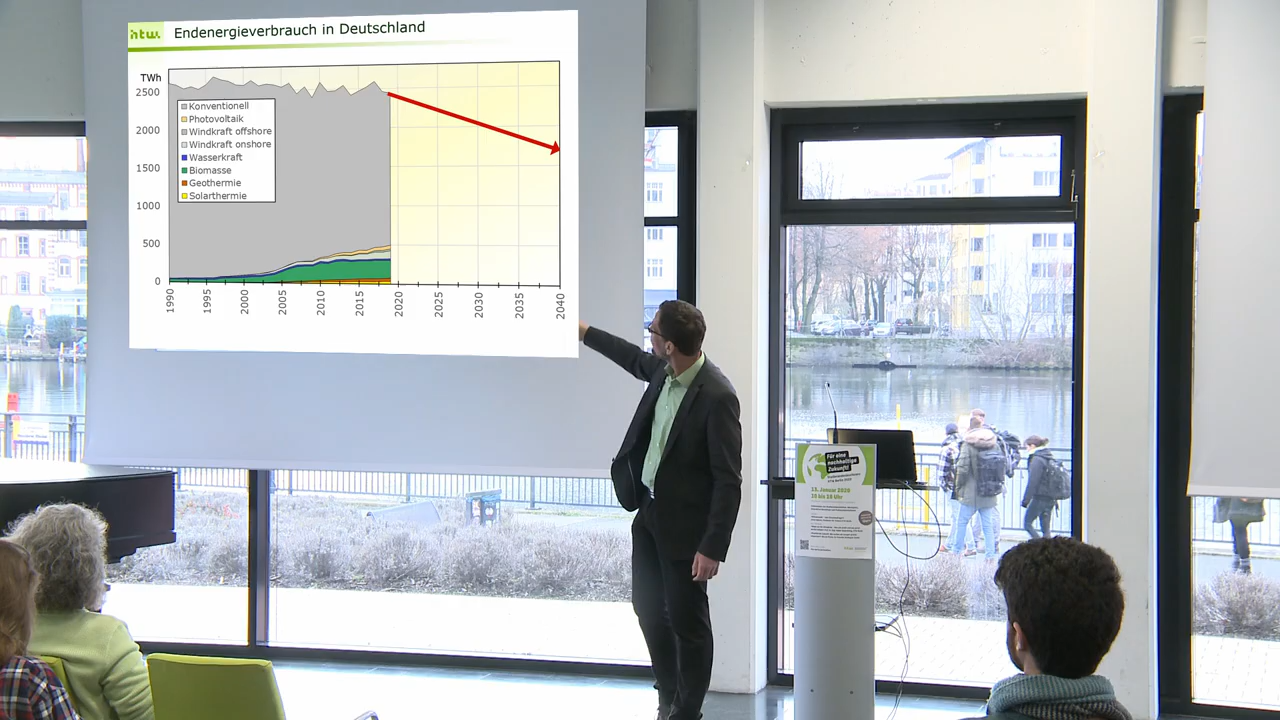 htw.
Endenergieverbrauch in Deutschland
TWh
2500
2000
1500
1000
500
0
Konventionell
Photovoltaik
Windkraft offshore
Windkraft onshore
Wasserkraft
Biomasse
Geothermie
Solarthermie
1990
1995
2000
2005
2010
2015
2020
2025
2030
2035
2040
Für eine
nachhaltige
Zukunft!
13. Januar 2020
10 bis 18 Uhr